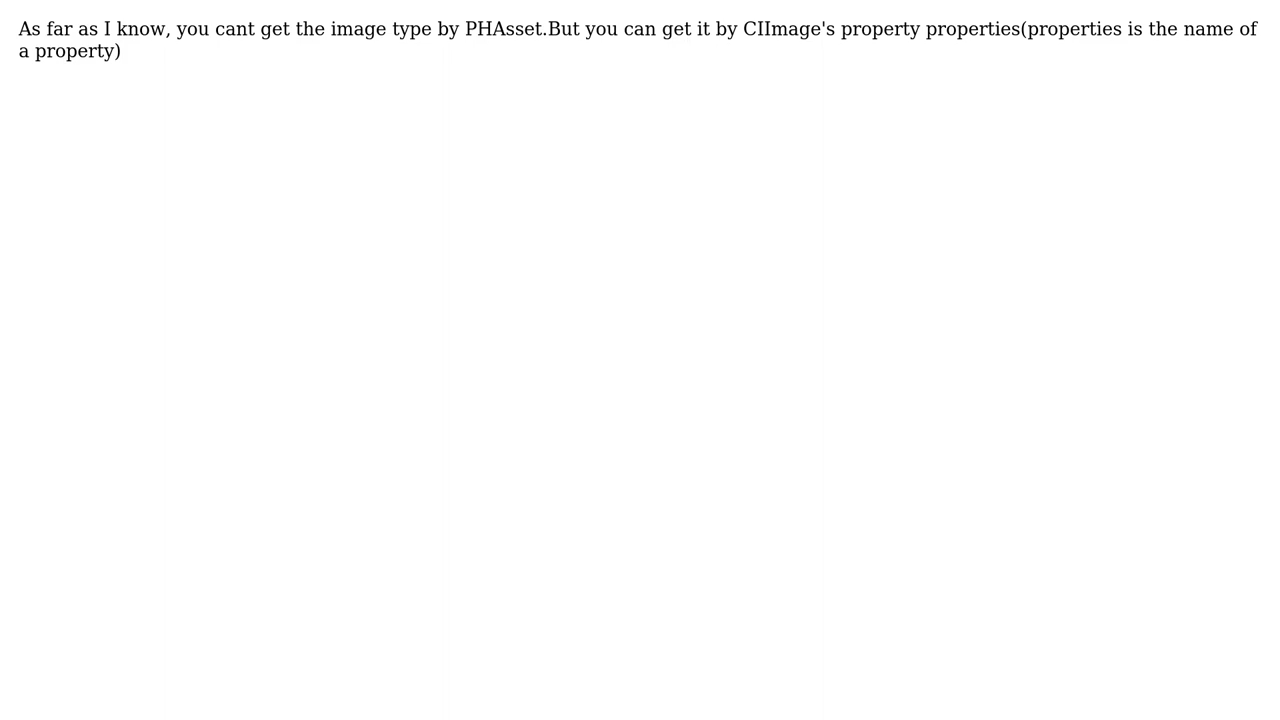 As far as I know, you cant get the image type by PHAsset.But you can get it by CIImage's property properties(properties is the name of
a property)